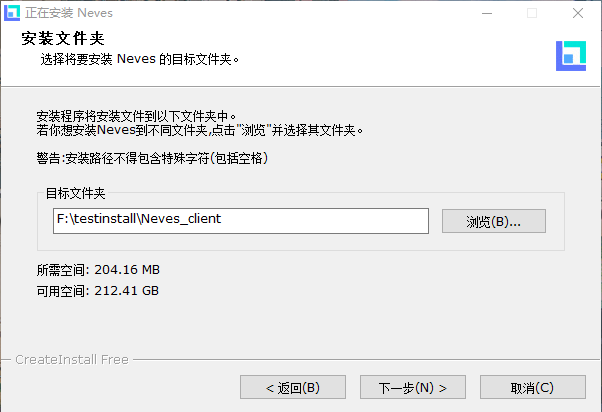 正在安装 Neves
安装文件夹
选择将要安装 Neves 的目标文件夹。
安装程序将安装文件到以下文件夹中。
若你想安装Neves到不同文件夹,点击"浏览"并选择其文件夹。
警告:安装路径不得包含特殊字符(包括空格)
目标文件夹
F:\testinstall\Neves_client
浏览(B)...
所需空间: 204.16 MB
可用空间: 212.41 GB
CreateInstall Free
< 返回(B)
下一步(N) >
取消(C)